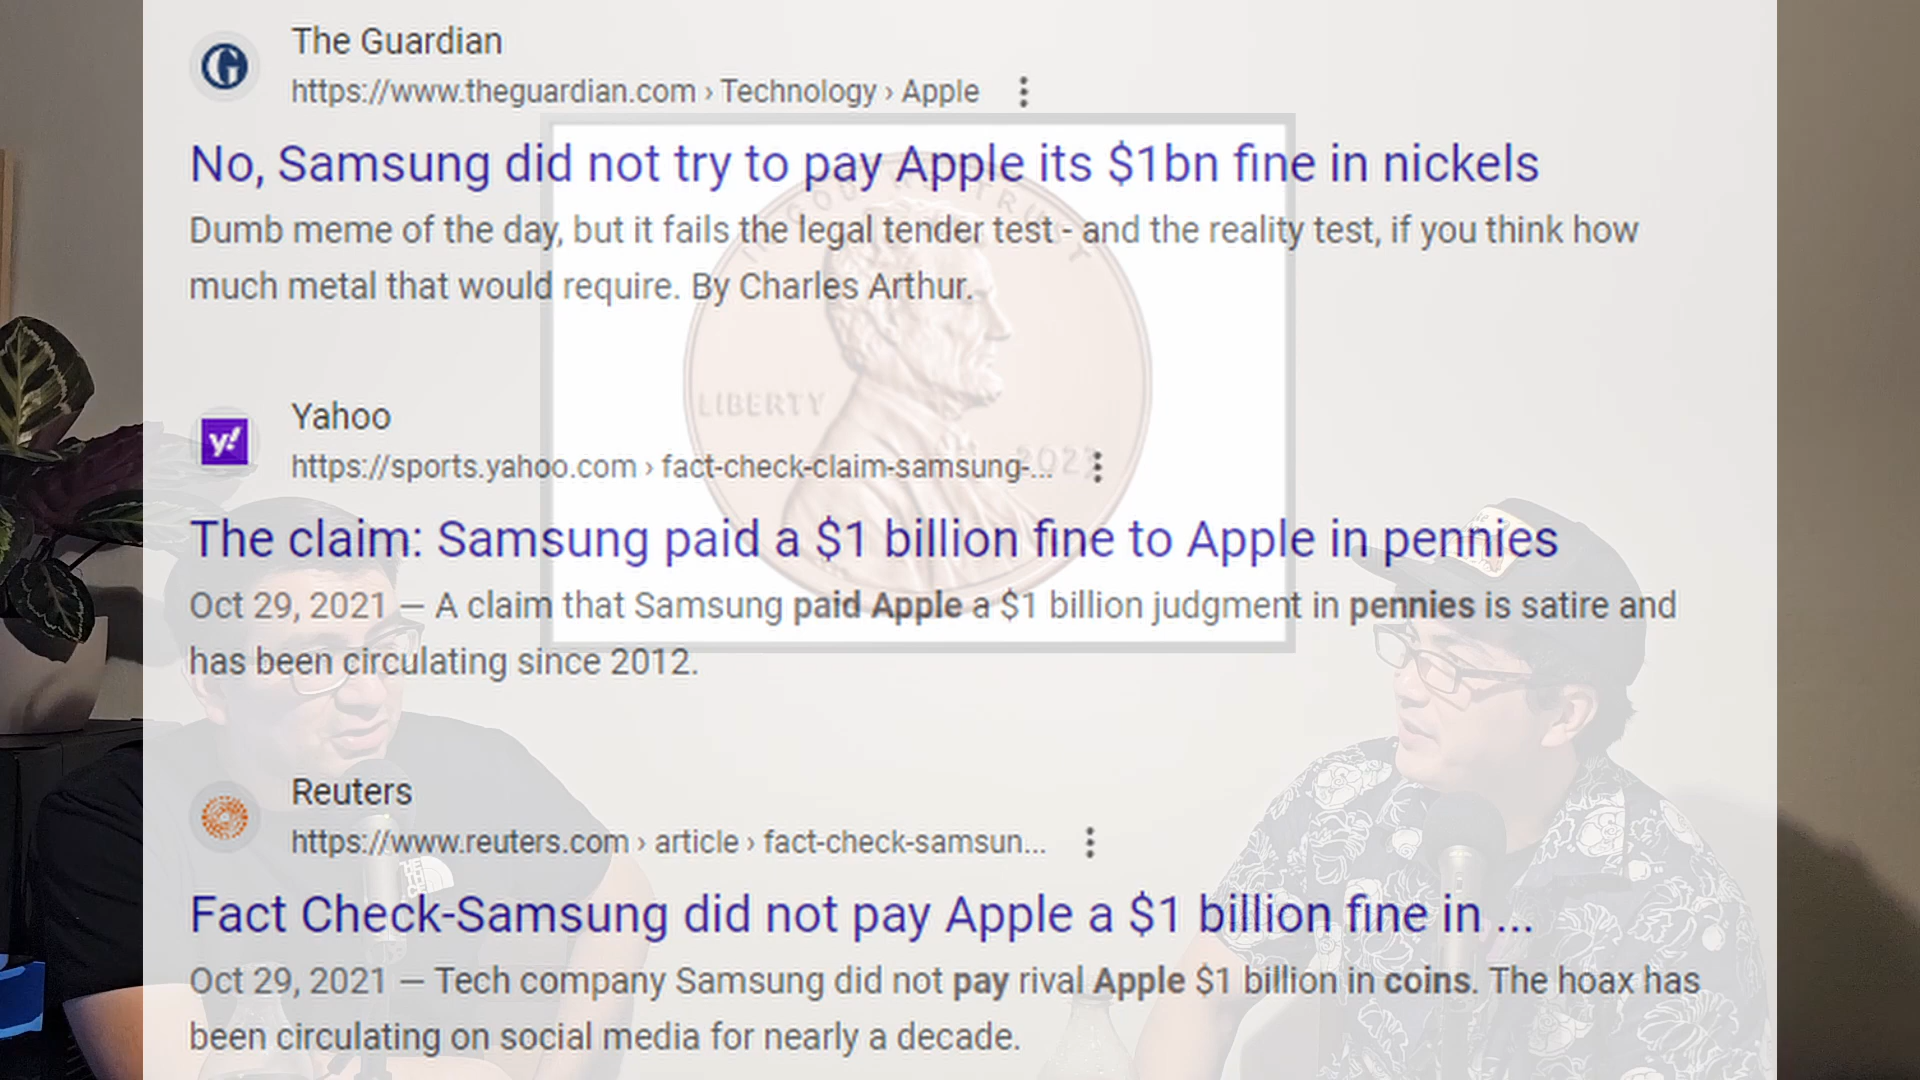 The Guardian
https://www.theguardian.com › Technology › Apple
No, Samsung did not try to pay Apple its $1bn fine in nickels
Dumb meme of the day, but it fails the legal tender test - and the reality test, if you think how
much metal that would require. By Charles Arthur.
IN GOD WE TRUST
LIBERTY
Yahoo
https://sports.yahoo.com › fact-check-claim-samsung-...
The claim: Samsung paid a $1 billion fine to Apple in pennies
Oct 29, 2021 — A claim that Samsung paid Apple a $1 billion judgment in pennies is satire and
has been circulating since 2012.
Reuters
https://www.reuters.com › article › fact-check-samsun...
Fact Check-Samsung did not pay Apple a $1 billion fine in ...
Oct 29, 2021 — Tech company Samsung did not pay rival Apple $1 billion in coins. The hoax has
been circulating on social media for nearly a decade.